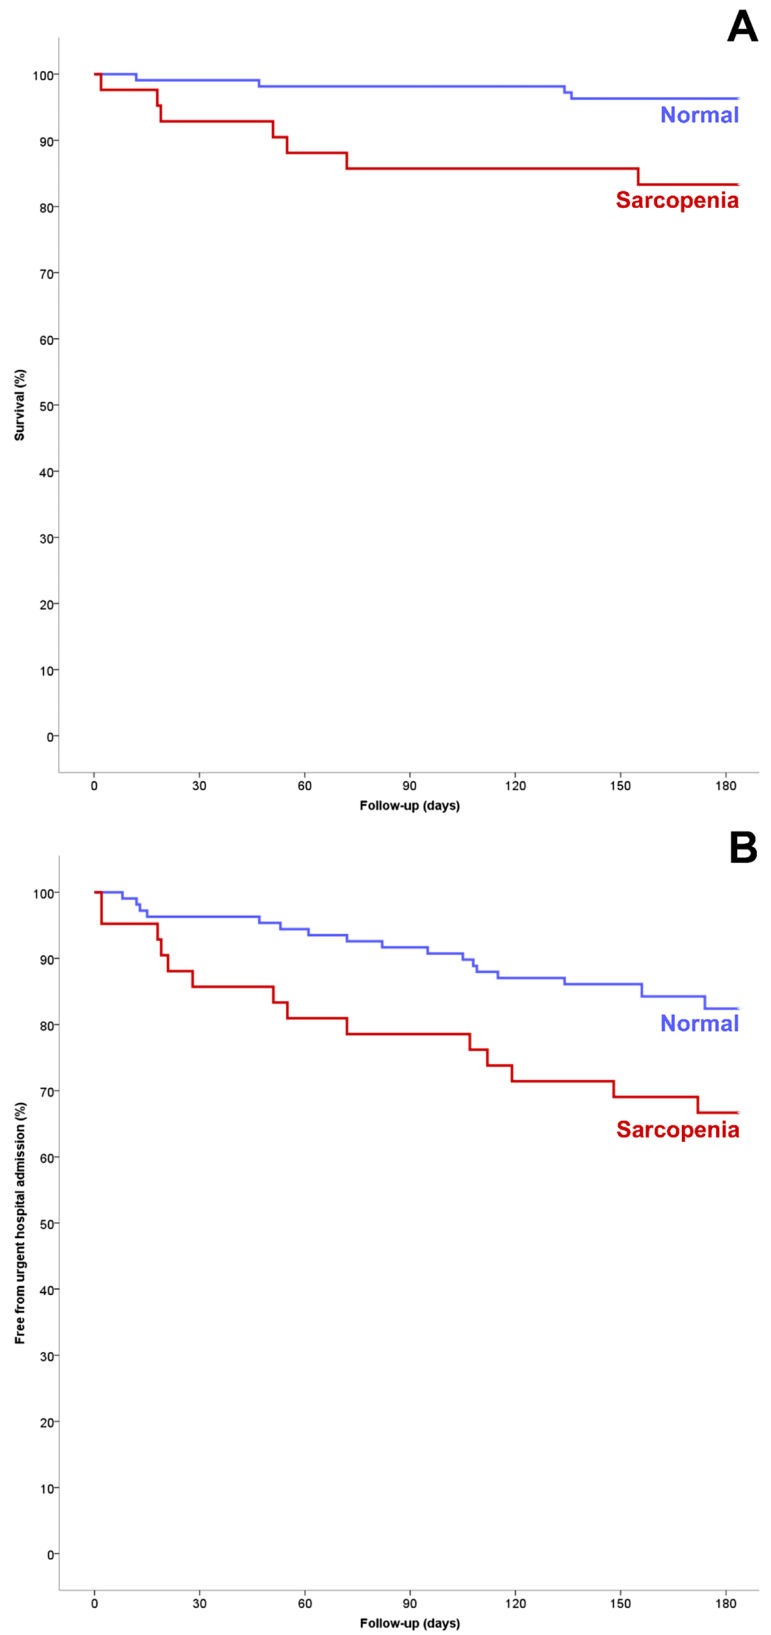 A
100
90
80
70
60
50
40
30
20
10
0
Survival (%)
Normal
Sarcopenia
0 30 60 90 120 150 180
Follow-up (days)
B
100
90
80
70
60
50
40
30
20
10
0
Free from urgent hospital admission (%)
Normal
Sarcopenia
0 30 60 90 120 150 180
Follow-up (days)